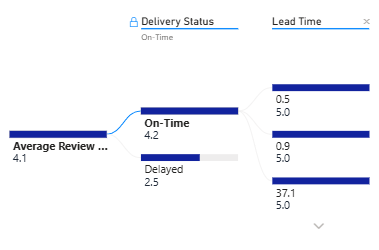 Delivery Status
On-Time
Lead Time
Average Review ...
4.1
On-Time
4.2
Delayed
2.5
0.5
5.0
0.9
5.0
37.1
5.0